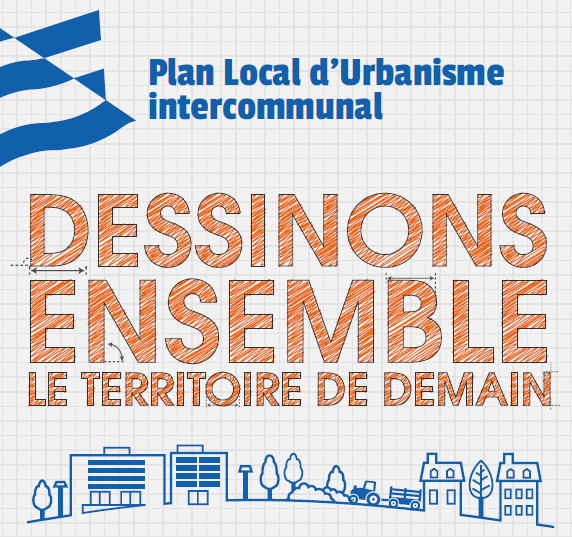 Plan Local d'Urbanisme
intercommunal
DESSINONS
ENSEMBLE
LE TERRITOIRE DE DEMAIN